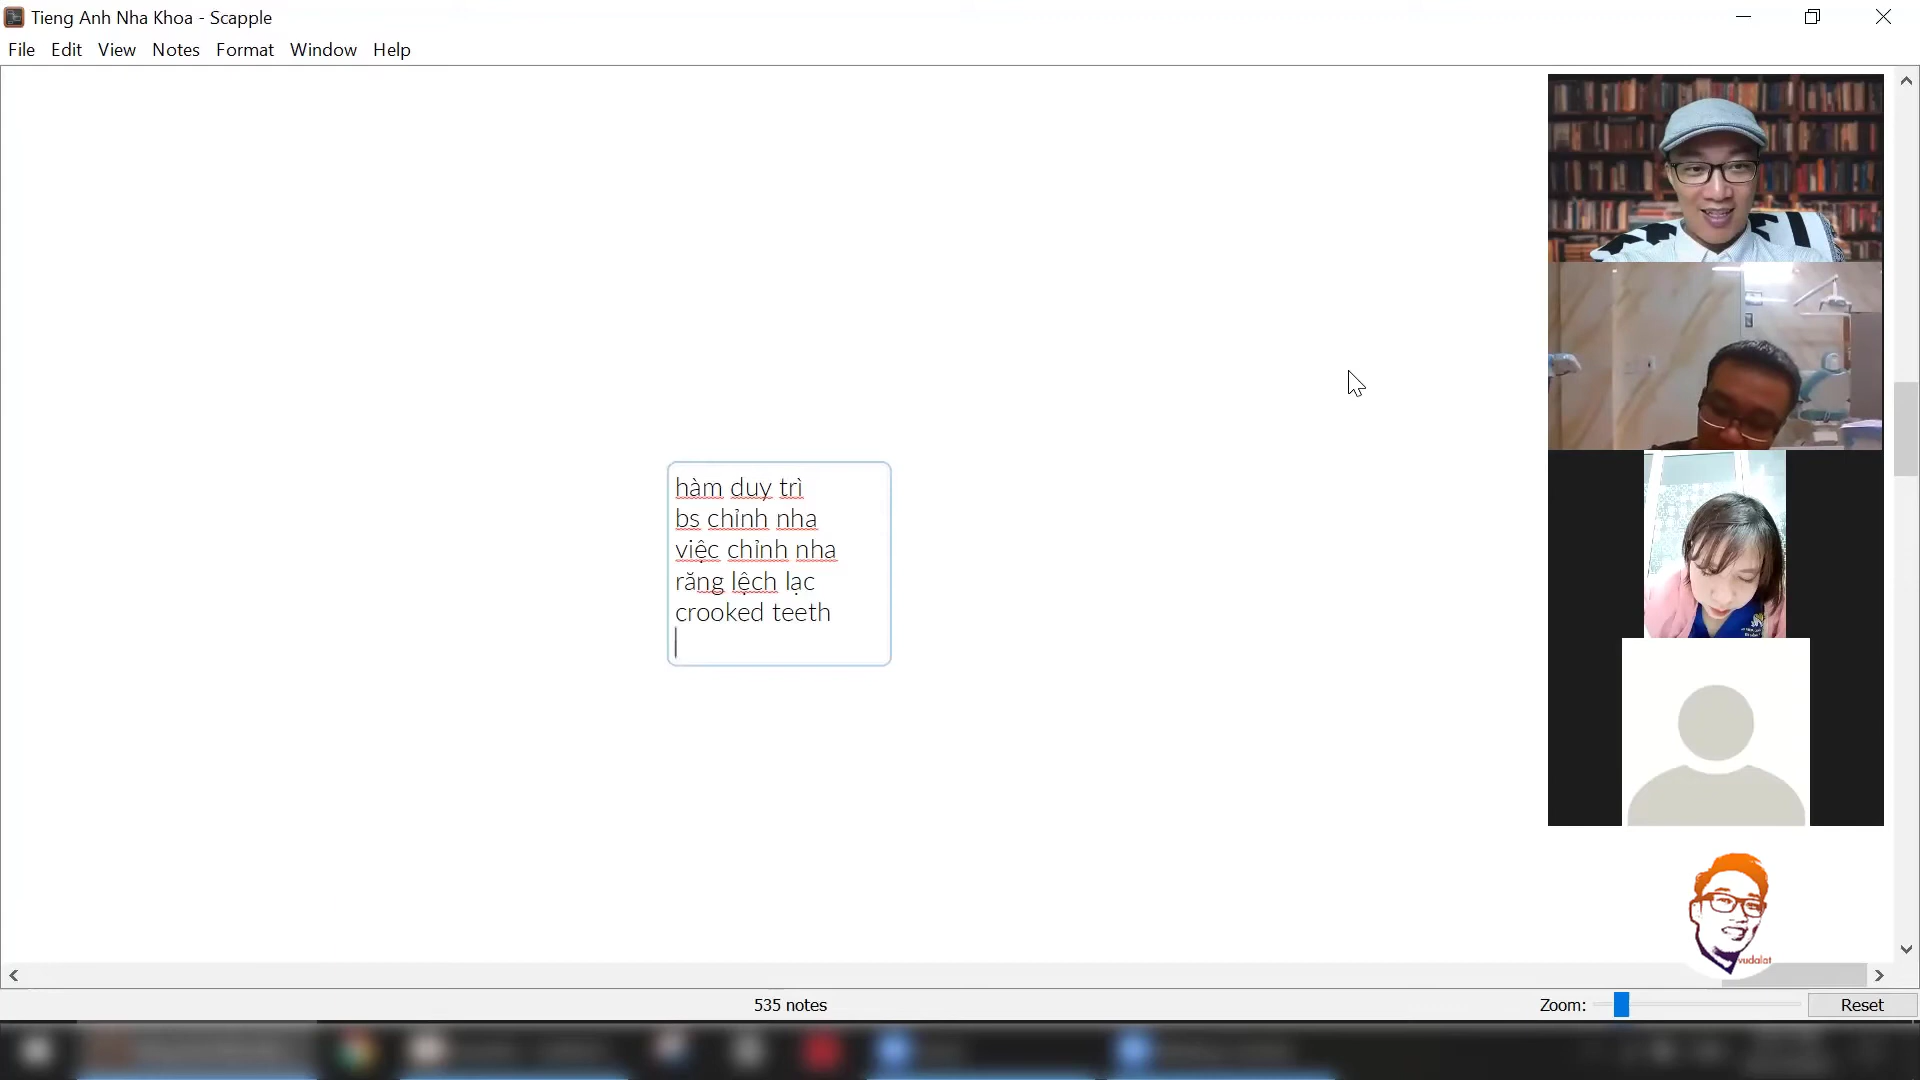 Tieng Anh Nha Khoa - Scapple
File Edit View Notes Format Window Help
hàm duy trì
bs chỉnh nha
việc chỉnh nha
răng lệch lạc
crooked teeth
vudalat
535 notes
Zoom:
Reset